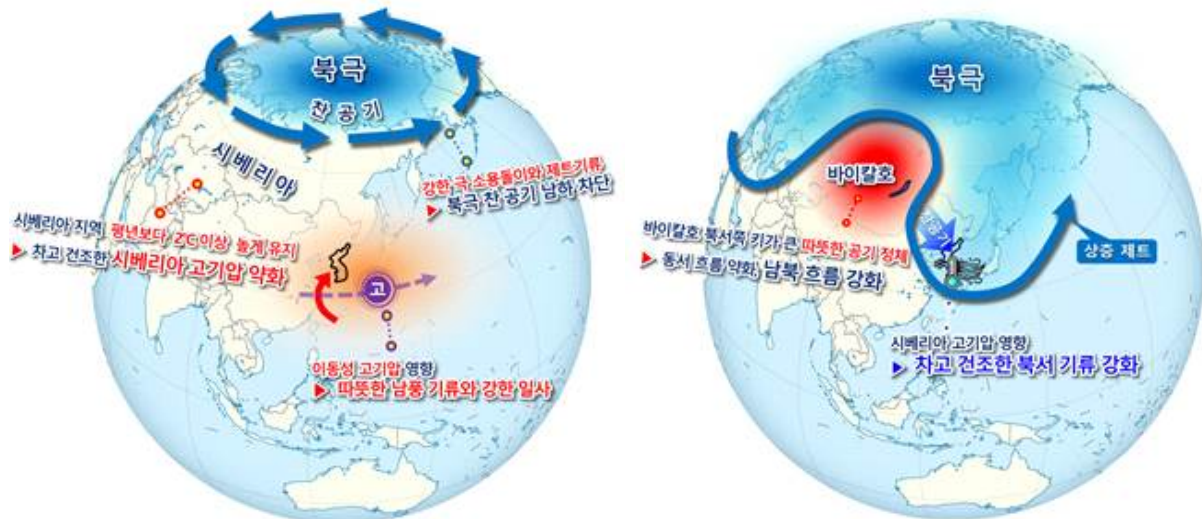 북극
찬 공기
시베리아
강한 극 소용돌이와 제트기류
▶ 북극 찬 공기 남하 차단
시베리아 지역 평년보다 2℃ 이상 높게 유지
▶ 차고 건조한 시베리아 고기압 약화
고
이동성 고기압 영향
▶ 따뜻한 남풍 기류와 강한 일사
북극
바이칼호
바이칼호 북서쪽 키가 큰 따뜻한 공기 정체
▶ 동서 흐름 약화, 남북 흐름 강화
상층 제트
시베리아 고기압 영향
▶ 차고 건조한 북서 기류 강화